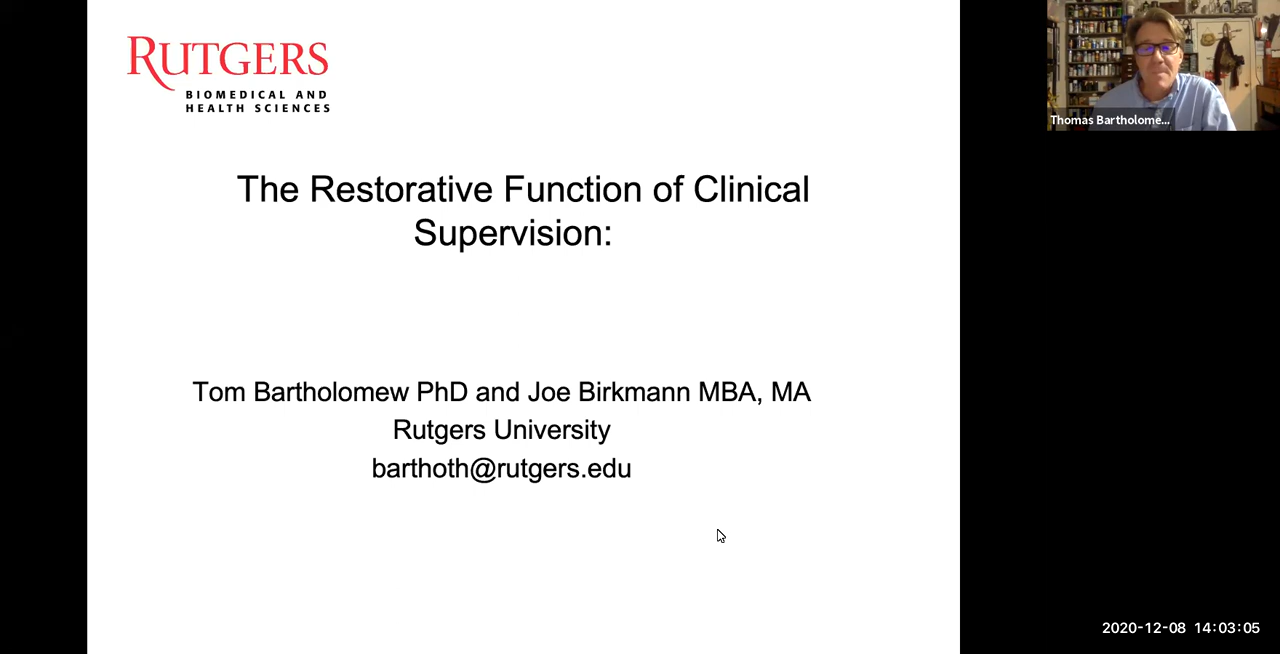 RUTGERS
BIOMEDICAL AND
HEALTH SCIENCES
Thomas Bartholome...
The Restorative Function of Clinical
Supervision:
Tom Bartholomew PhD and Joe Birkmann MBA, MA
Rutgers University
barthoth@rutgers.edu
2020-12-08 14:03:05